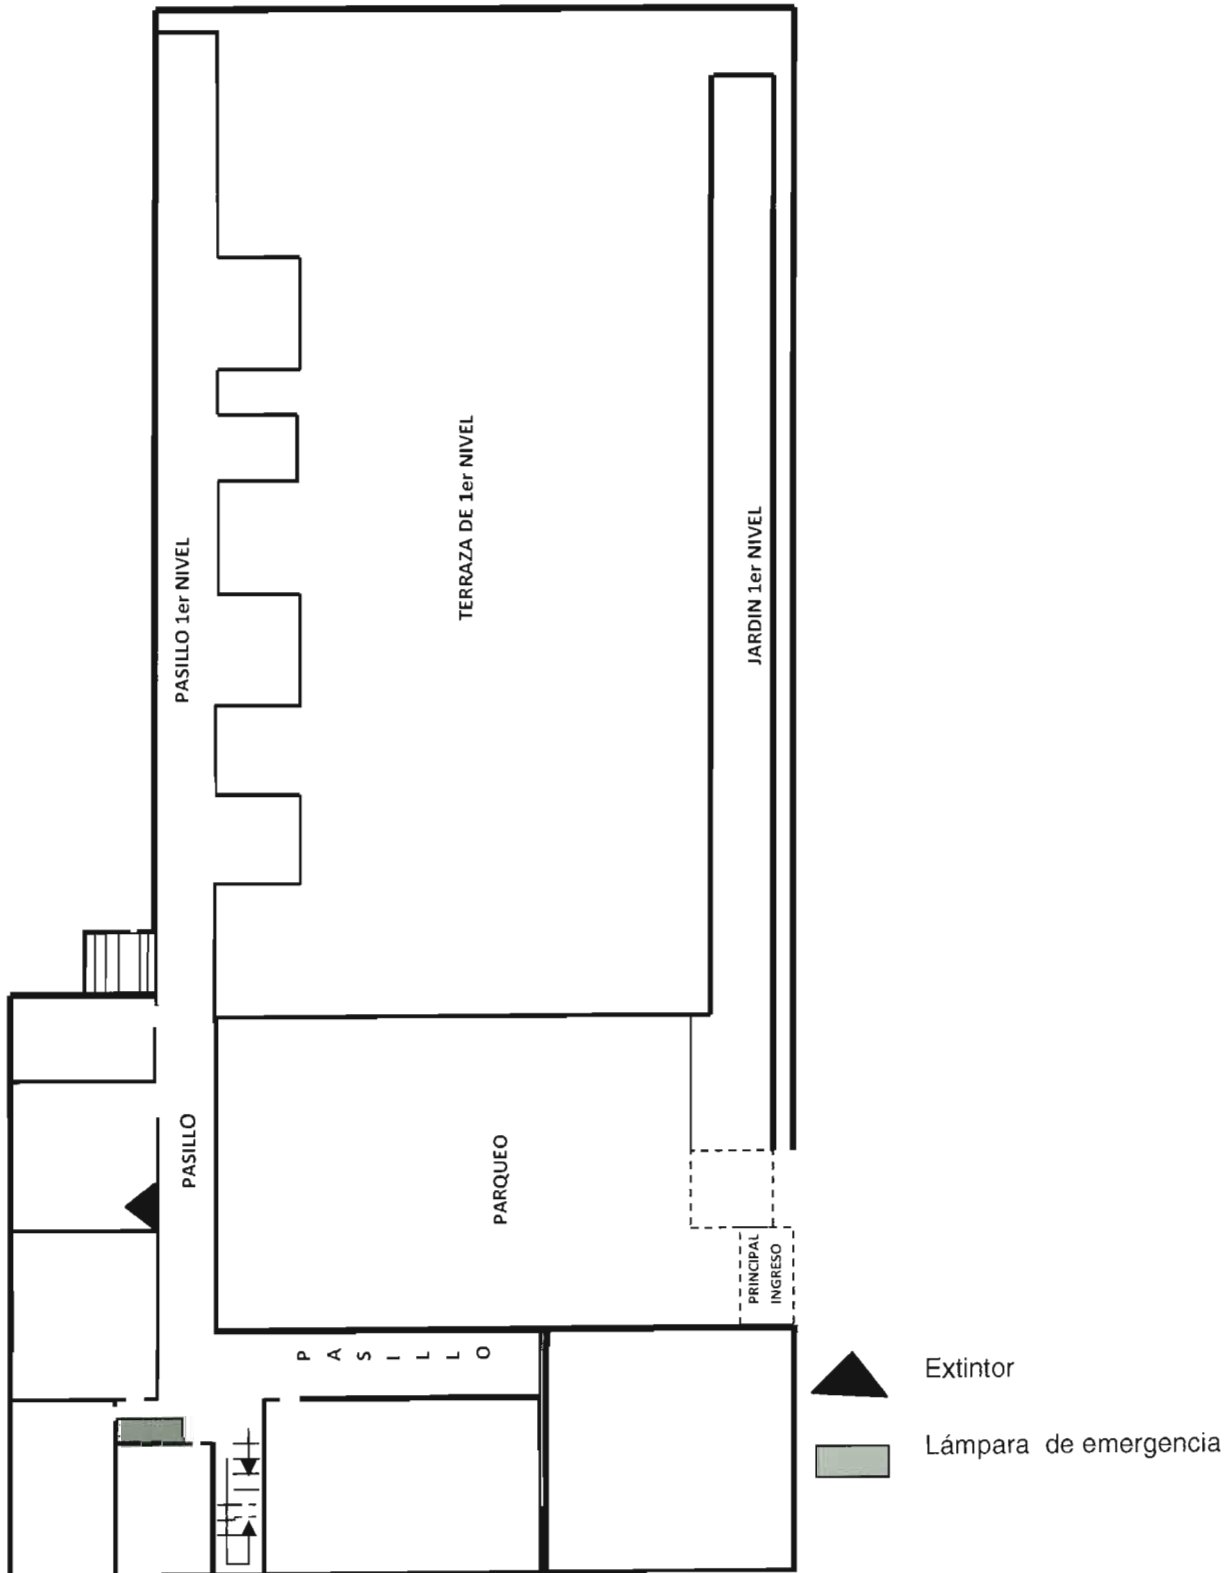 PASILLO 1er NIVEL
TERRAZA DE 1er NIVEL
JARDIN 1er NIVEL
PASILLO
PARQUEO
PRINCIPAL
INGRESO
PASILLO
Extintor
Lámpara de emergencia